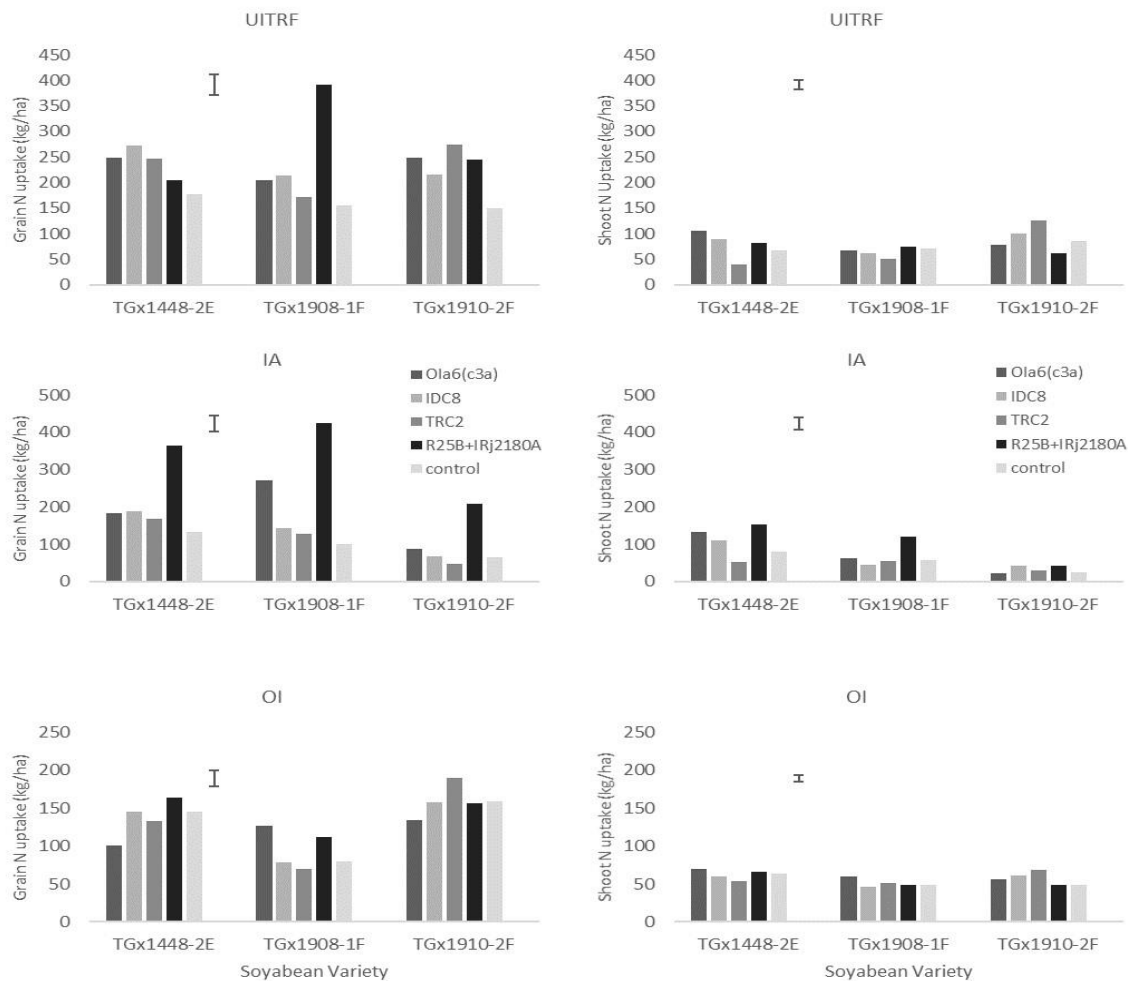 UITRF
Grain N uptake (kg/ha)
450
400
350
300
250
200
150
100
50
0
TGx1448-2E TGx1908-1F TGx1910-2F
UITRF
Shoot N Uptake (kg/ha)
450
400
350
300
250
200
150
100
50
0
TGx1448-2E TGx1908-1F TGx1910-2F
IA
Grain N uptake (kg/ha)
500
400
300
200
100
0
Ola6(c3a)
IDC8
TRC2
R25B+IRj2180A
control
TGx1448-2E TGx1908-1F TGx1910-2F
IA
Shoot N uptake (kg/ha)
500
400
300
200
100
0
Ola6(c3a)
IDC8
TRC2
R25B+IRj2180A
control
TGx1448-2E TGx1908-1F TGx1910-2F
OI
Grain N uptake (kg/ha)
250
200
150
100
50
0
TGx1448-2E TGx1908-1F TGx1910-2F
Soyabean Variety
OI
Shoot N uptake (kg/ha)
250
200
150
100
50
0
TGx1448-2E TGx1908-1F TGx1910-2F
Soyabean Variety